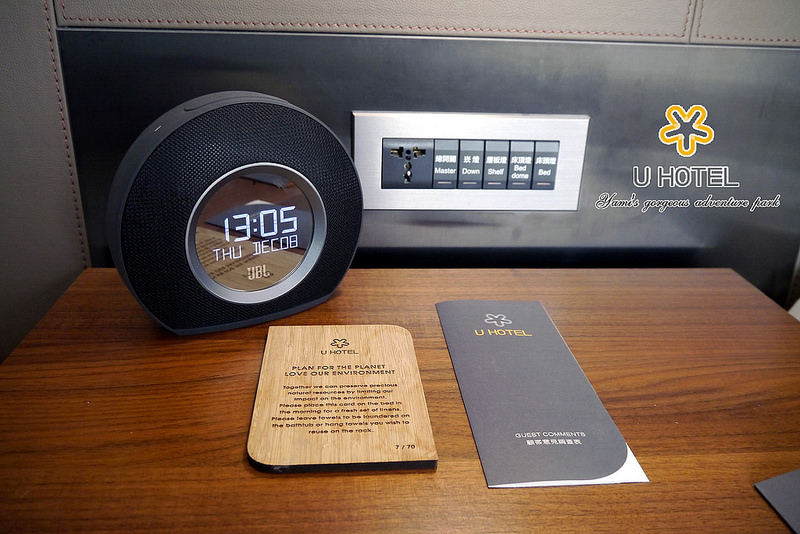 13:05
THU DEC08
JBL
總開關
Master
崁燈
Down
層板燈
Shelf
床頂燈
Bed dome
床頭燈
Bed
U HOTEL
Yami's gorgeous adventure park
U HOTEL
PLAN FOR THE PLANET
LOVE OUR ENVIRONMENT
Together we can preserve precious
natural resources by limiting our
impact on the environment.
Please place this card on the bed in
the morning for a fresh set of linens.
Please leave towels to be laundered on
the bathtub or hang towels you wish to
reuse on the rack.
7 / 70
U HOTEL
GUEST COMMENTS
顧客意見調查表